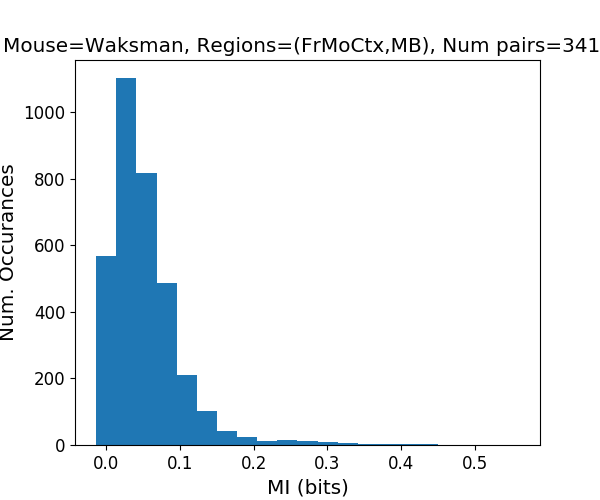 Mouse=Waksman, Regions=(FrMoCtx,MB), Num pairs=341
Num. Occurances
1000
800
600
400
200
0
0.0 0.1 0.2 0.3 0.4 0.5
MI (bits)